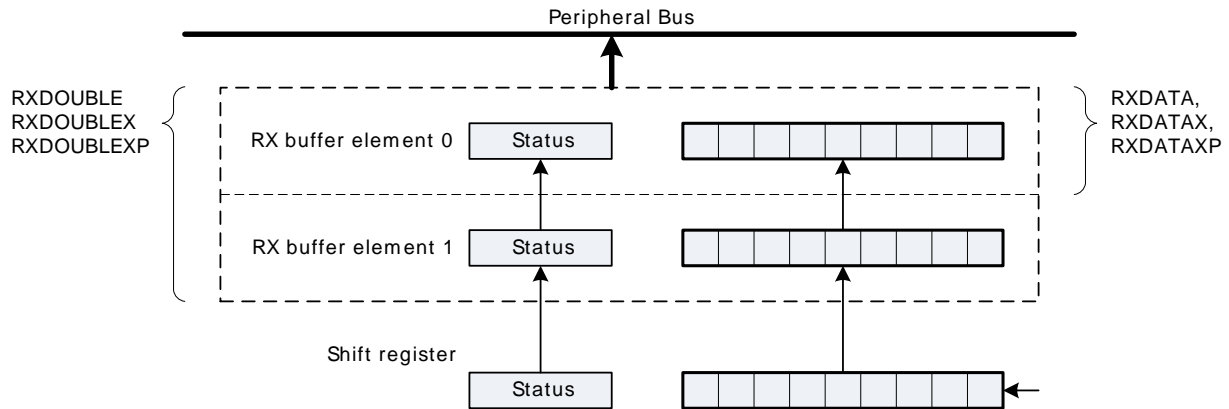 Peripheral Bus
RXDOUBLE
RXDOUBLEX
RXDOUBLEXP
RXDATA,
RXDATAX,
RXDATAXP
RX buffer element 0
Status
RX buffer element 1
Status
Shift register
Status